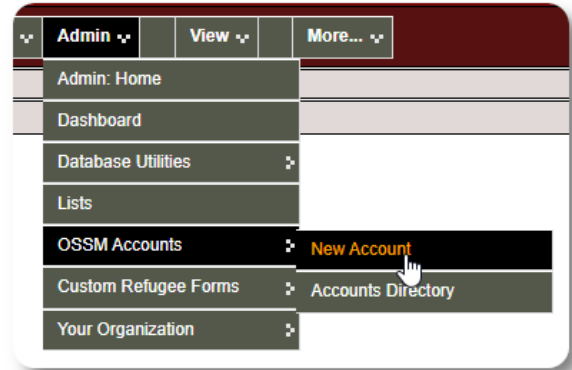 Admin View More...
Admin: Home
Dashboard
Database Utilities
Lists
OSSM Accounts
New Account
Custom Refugee Forms
Accounts Directory
Your Organization